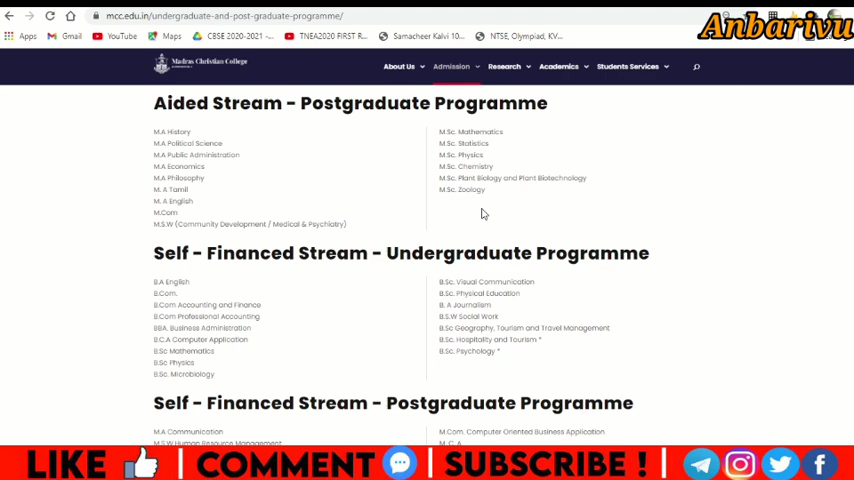 mcc.edu.in/undergraduate-and-post-graduate-programme/
Anbarivu
Apps Gmail YouTube Maps CBSE 2020-2021 -... TNEA2020 FIRST R... Samacheer Kalvi 10... NTSE, Olympiad, KV...
Madras Christian College
About Us Admission Research Academics Students Services
Aided Stream - Postgraduate Programme
M.A History
M.A Political Science
M.A Public Administration
M.A Economics
M.A Philosophy
M. A Tamil
M. A English
M.Com
M.S.W (Community Development / Medical & Psychiatry)
M.Sc. Mathematics
M.Sc. Statistics
M.Sc. Physics
M.Sc. Chemistry
M.Sc. Plant Biology and Plant Biotechnology
M.Sc. Zoology
Self - Financed Stream - Undergraduate Programme
B.A English
B.Com.
B.Com Accounting and Finance
B.Com Professional Accounting
BBA. Business Administration
B.C.A Computer Application
B.Sc Mathematics
B.Sc Physics
B.Sc. Microbiology
B.Sc. Visual Communication
B.Sc. Physical Education
B. A Journalism
B.S.W Social Work
B.Sc Geography, Tourism and Travel Management
B.Sc. Hospitality and Tourism *
B.Sc., Psychology *
Self - Financed Stream - Postgraduate Programme
M.A Communication
M.S.W Human Resource Management
M.Com. Computer Oriented Business Application
M. C. A
LIKE | COMMENT | SUBSCRIBE ! |